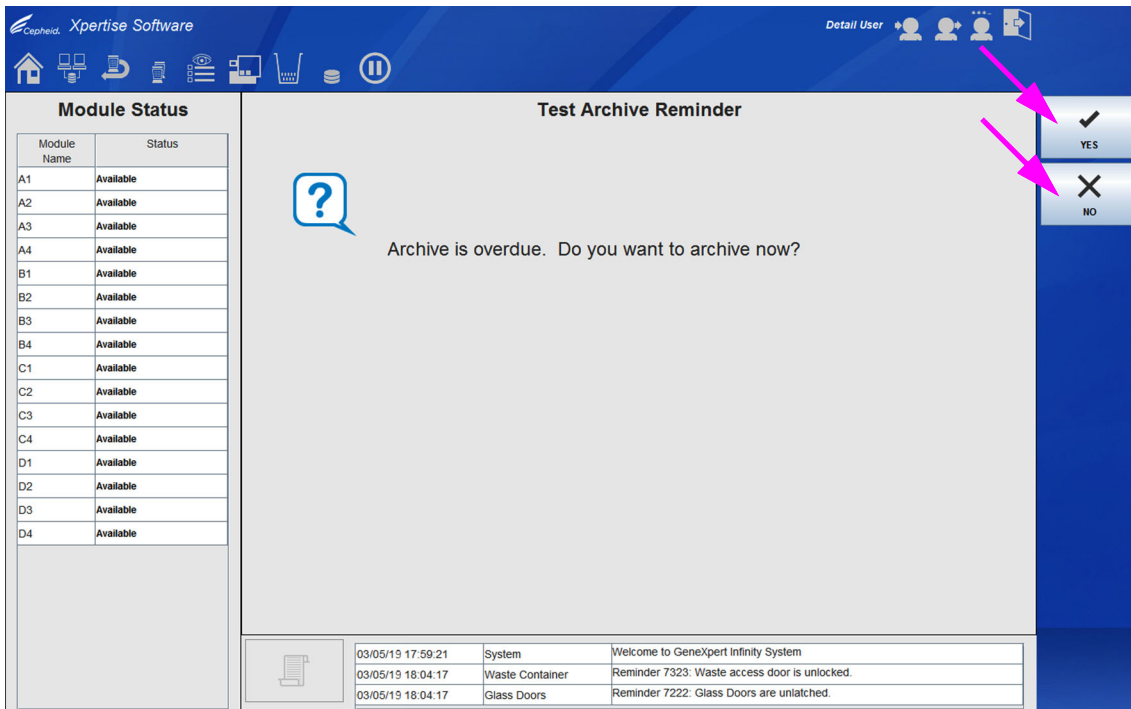 Cepheid. Xpertise Software
Detail User
Module Status
Module Name Status
A1 Available
A2 Available
A3 Available
A4 Available
B1 Available
B2 Available
B3 Available
B4 Available
C1 Available
C2 Available
C3 Available
C4 Available
D1 Available
D2 Available
D3 Available
D4 Available
Test Archive Reminder
?
Archive is overdue. Do you want to archive now?
YES
NO
03/05/19 17:59:21 System Welcome to GeneXpert Infinity System
03/05/19 18:04:17 Waste Container Reminder 7323: Waste access door is unlocked.
03/05/19 18:04:17 Glass Doors Reminder 7222: Glass Doors are unlatched.